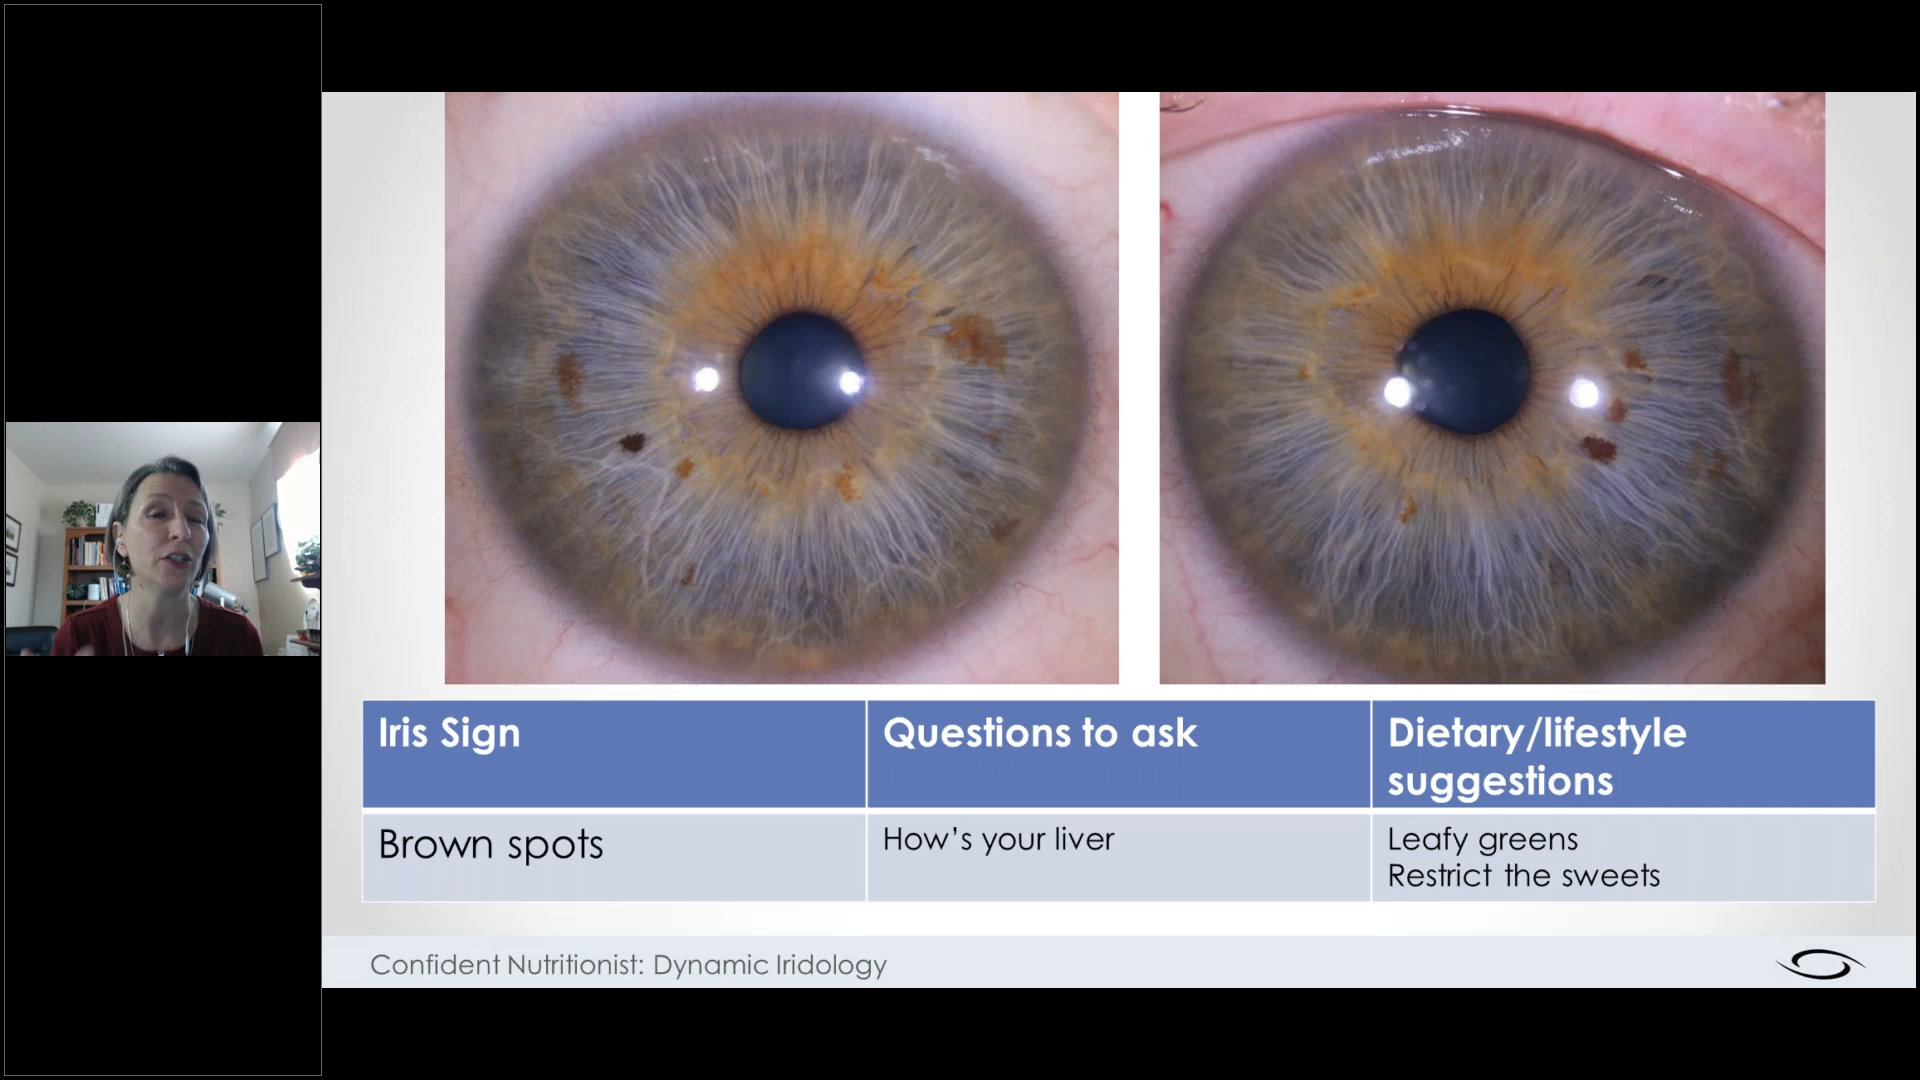 Iris Sign
Questions to ask
Dietary/lifestyle
suggestions
Brown spots
How's your liver
Leafy greens
Restrict the sweets
Confident Nutritionist: Dynamic Iridology